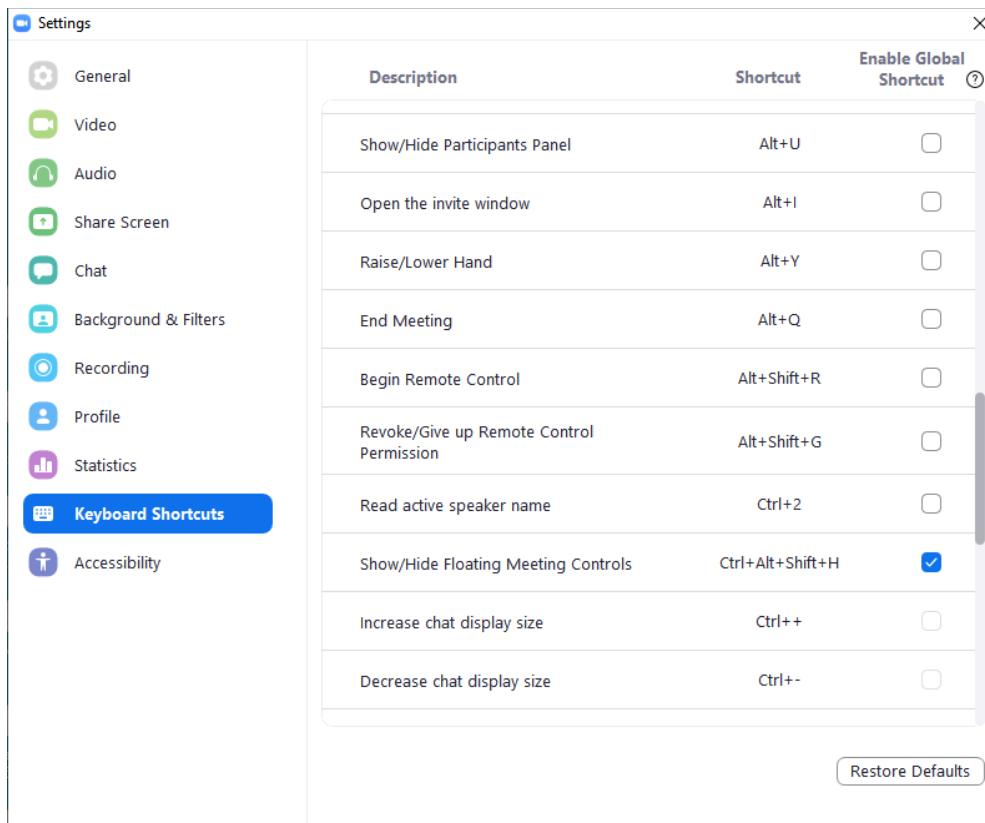 Settings
General
Video
Audio
Share Screen
Chat
Background & Filters
Recording
Profile
Statistics
Keyboard Shortcuts
Accessibility
Description Shortcut Enable Global
Shortcut ?
Show/Hide Participants Panel Alt+U
Open the invite window Alt+I
Raise/Lower Hand Alt+Y
End Meeting Alt+Q
Begin Remote Control Alt+Shift+R
Revoke/Give up Remote Control
Permission Alt+Shift+G
Read active speaker name Ctrl+2
Show/Hide Floating Meeting Controls Ctrl+Alt+Shift+H
Increase chat display size Ctrl++
Decrease chat display size Ctrl+-
Restore Defaults